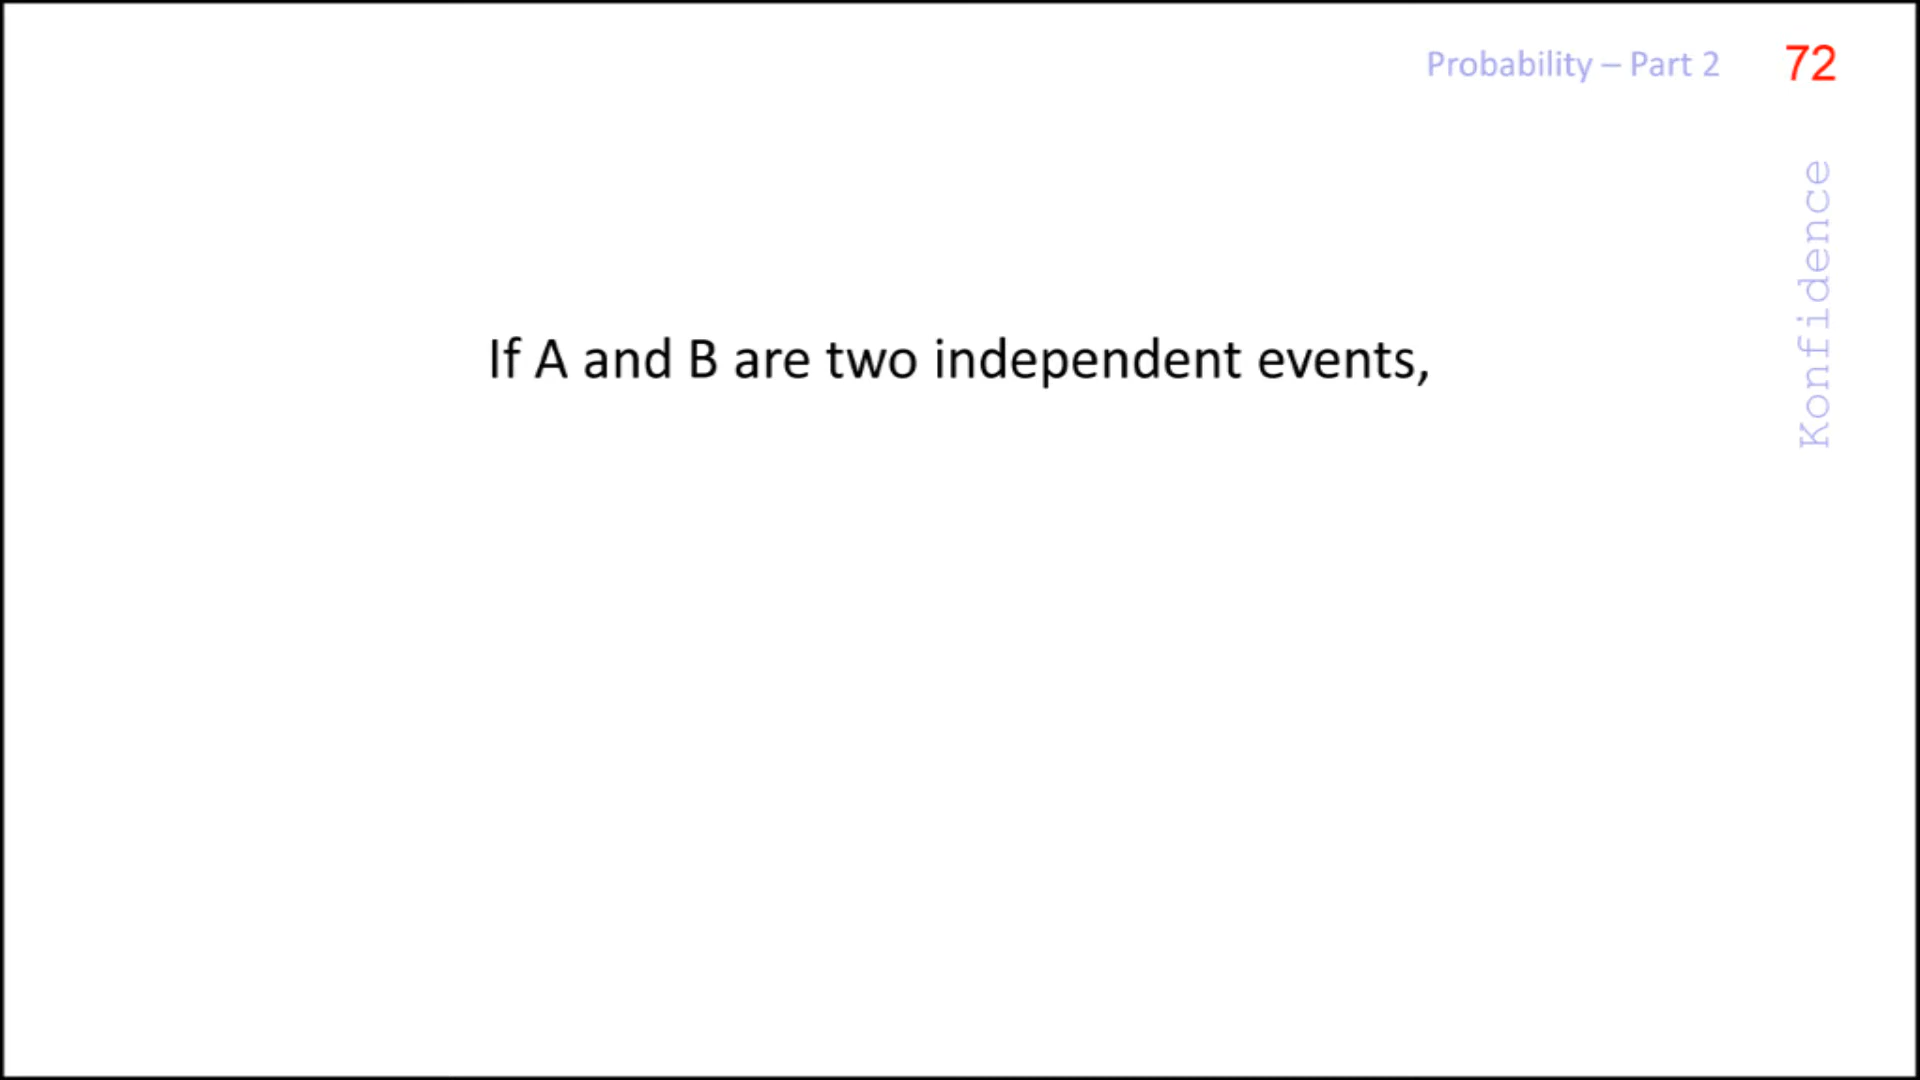 Probability – Part 2 72
Konfidence
If A and B are two independent events,